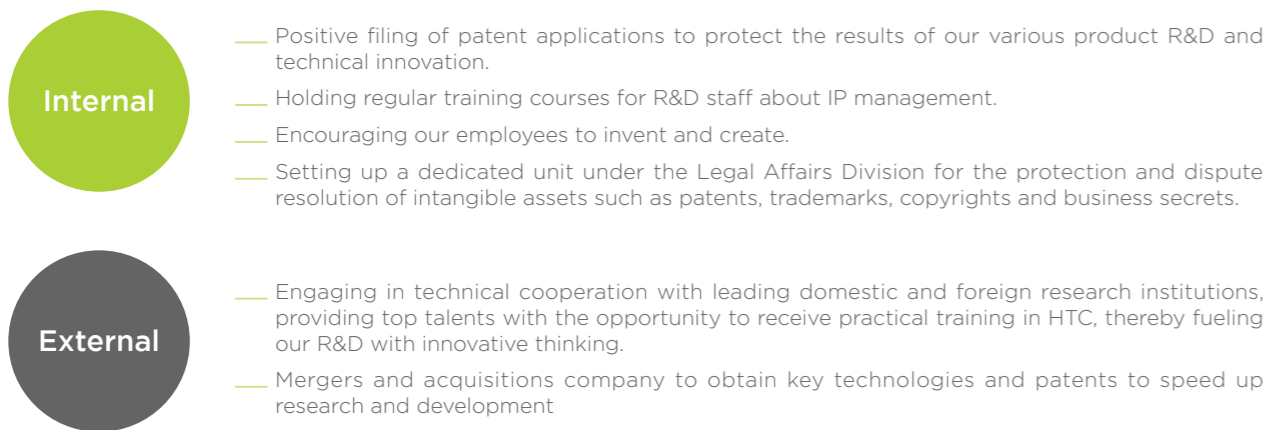 Internal
Positive filing of patent applications to protect the results of our various product R&D and
technical innovation.
Holding regular training courses for R&D staff about IP management.
Encouraging our employees to invent and create.
Setting up a dedicated unit under the Legal Affairs Division for the protection and dispute
resolution of intangible assets such as patents, trademarks, copyrights and business secrets.
External
Engaging in technical cooperation with leading domestic and foreign research institutions,
providing top talents with the opportunity to receive practical training in HTC, thereby fueling
our R&D with innovative thinking.
Mergers and acquisitions company to obtain key technologies and patents to speed up
research and development